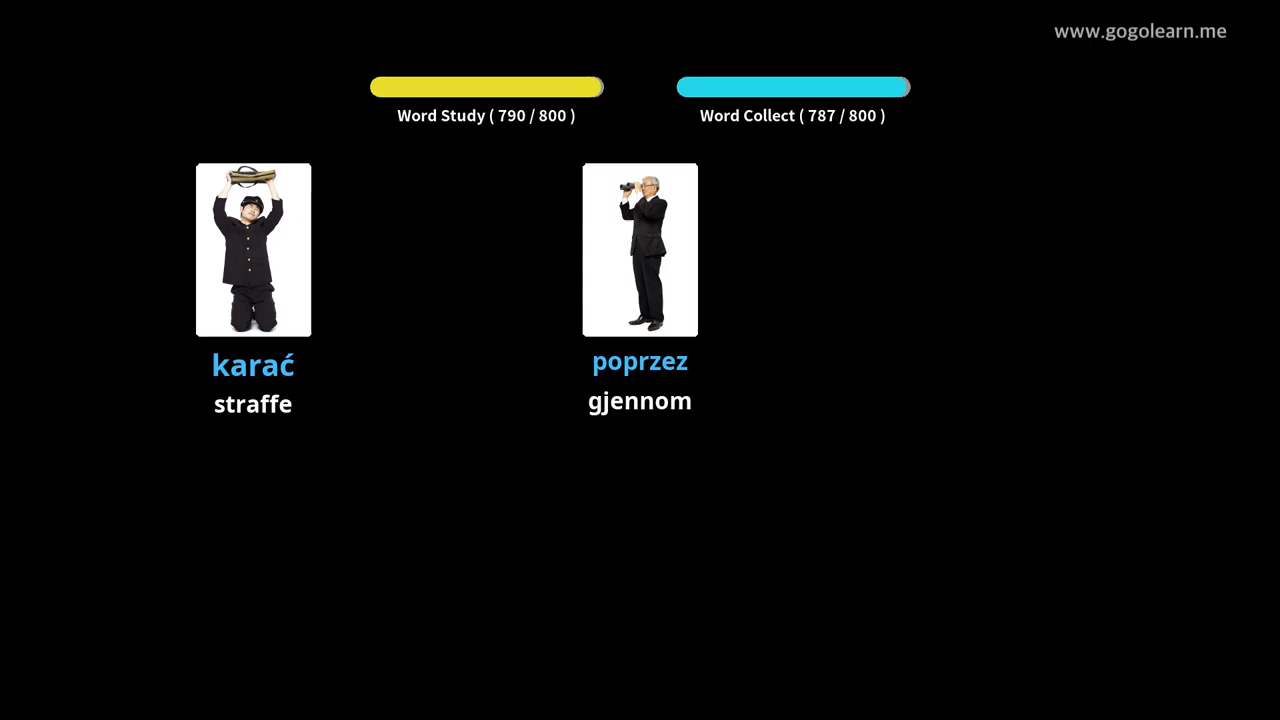 www.gogolearn.me
Word Study ( 790 / 800 )
Word Collect ( 787 / 800 )
karać
straffe
poprzez
gjennom